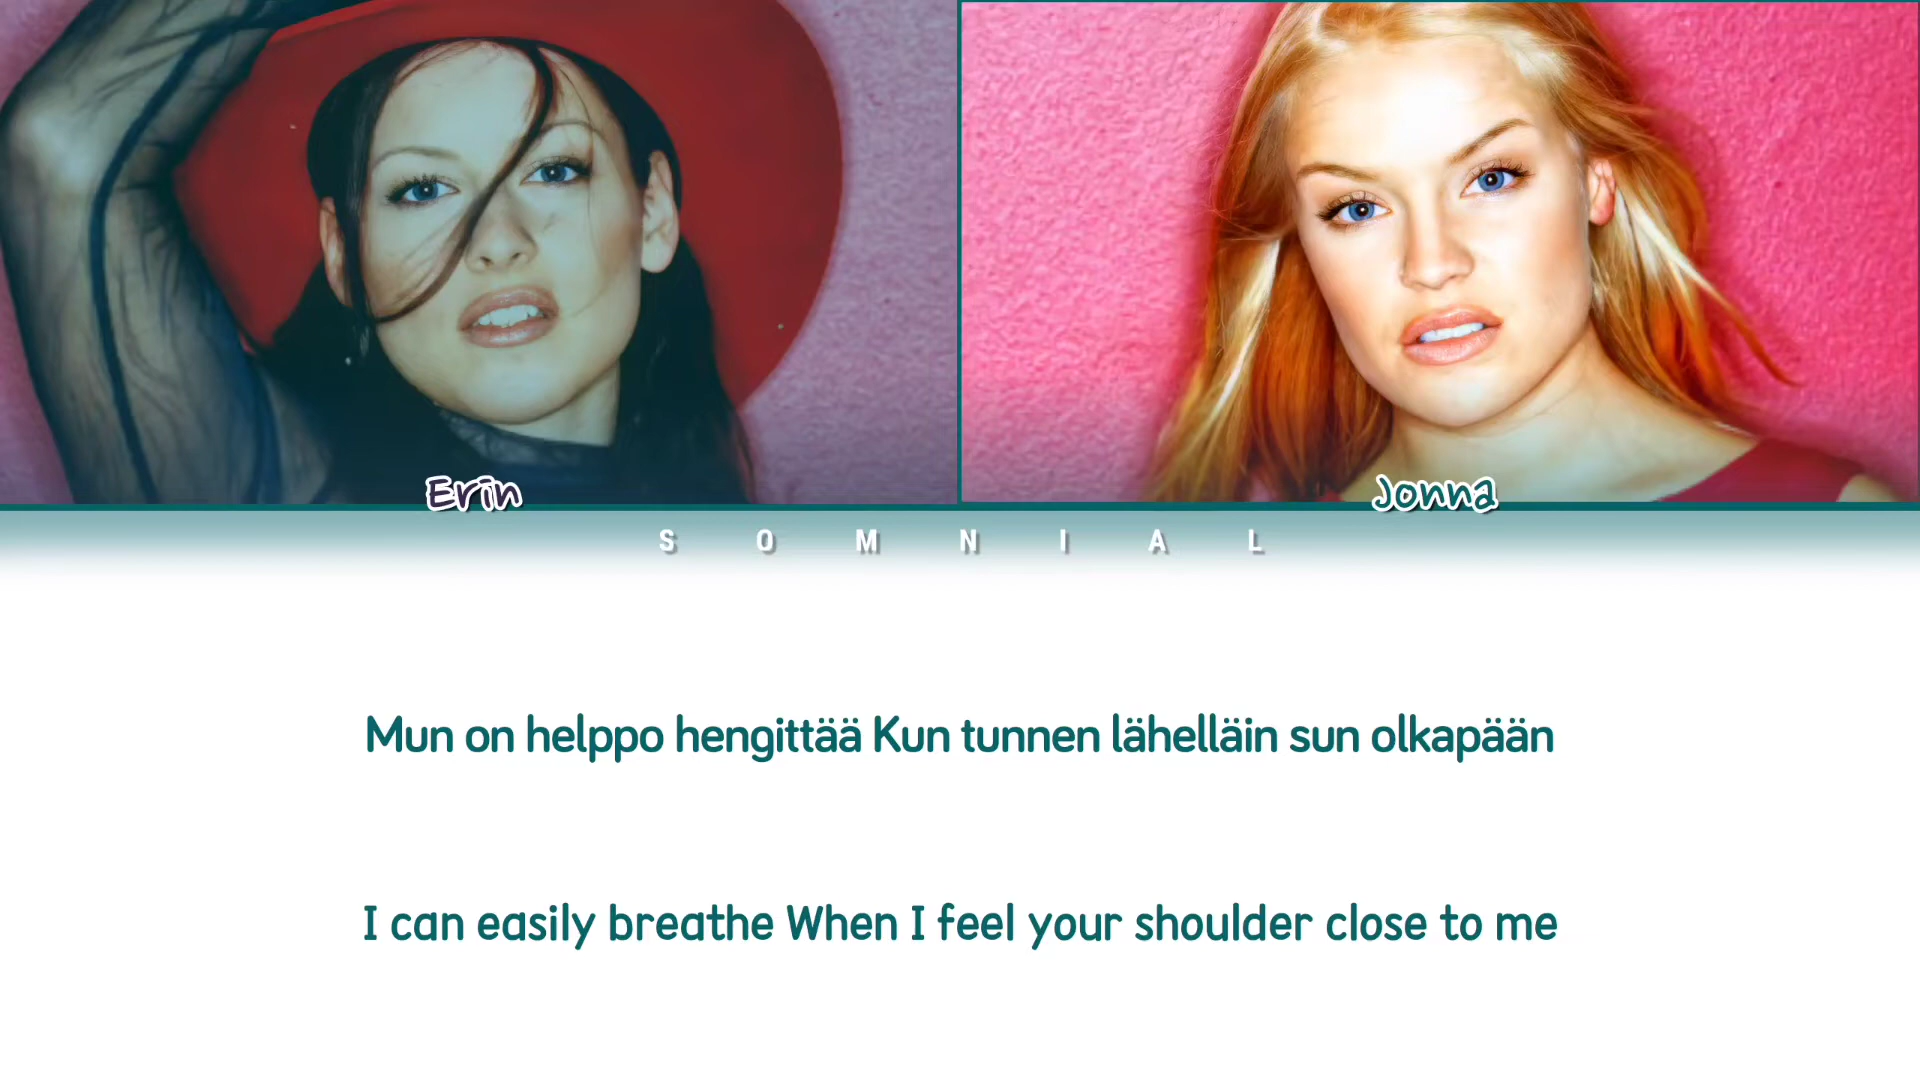 Erin
Jonna
SOMNIAL
Mun on helppo hengittää Kun tunnen lähelläin sun olkapään
I can easily breathe When I feel your shoulder close to me